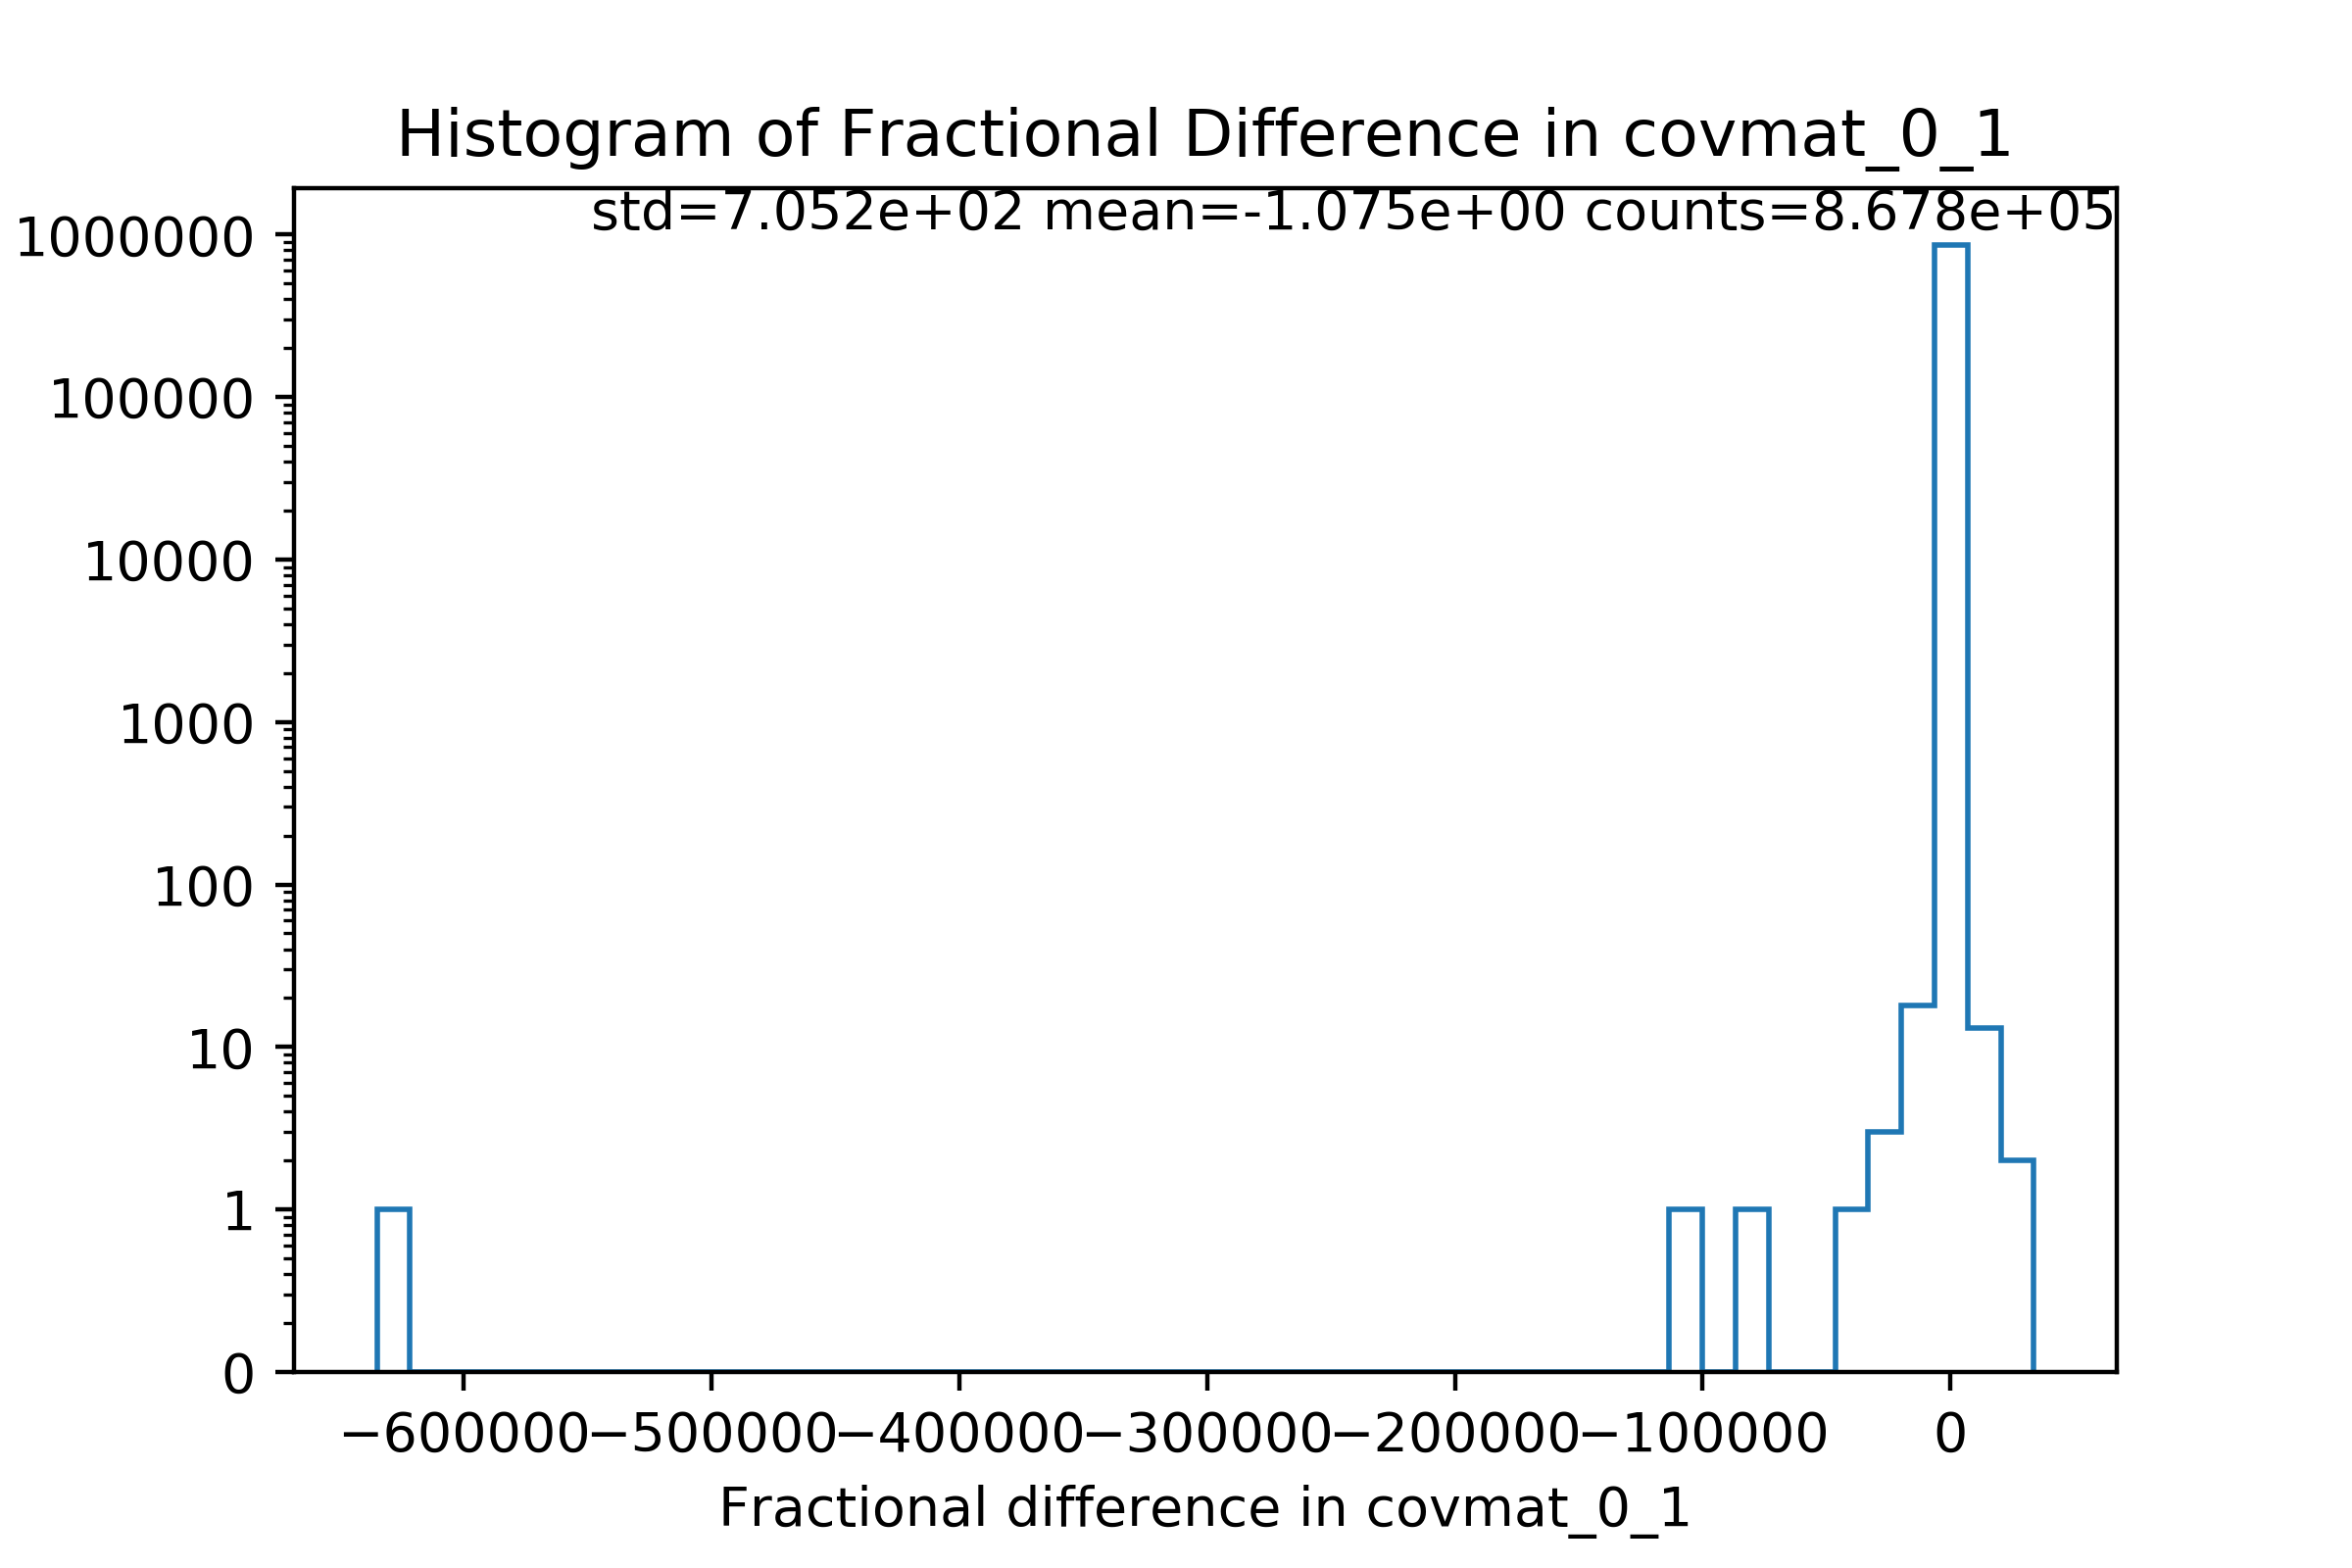 Histogram of Fractional Difference in covmat_0_1
std=7.052e+02 mean=-1.075e+00 counts=8.678e+05
1000000
100000
10000
1000
100
10
1
0
−600000 −500000 −400000 −300000 −200000 −100000 0
Fractional difference in covmat_0_1